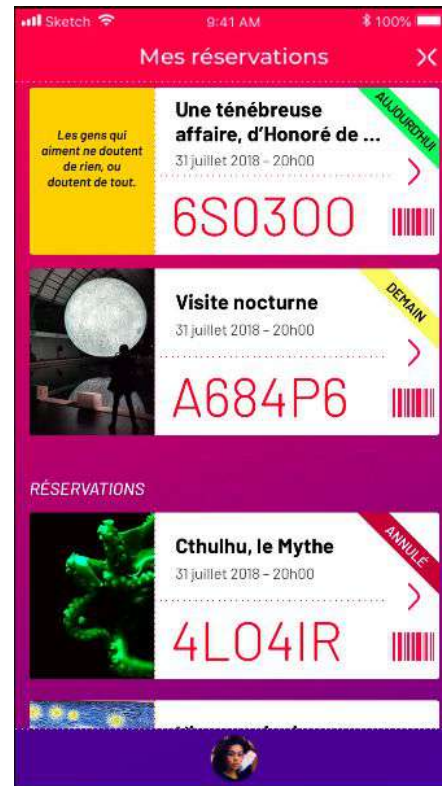 Sketch 9:41 AM 100%
Mes réservations
AUJOURD'HUI
Les gens qui
aiment ne doutent
de rien, ou
doutent de tout.
Une ténébreuse
affaire, d'Honoré de ...
31 juillet 2018 – 20h00
6S0300
DEMAIN
Visite nocturne
31 juillet 2018 – 20h00
A684P6
RÉSERVATIONS
ANNULÉ
Cthulhu, le Mythe
31 juillet 2018 – 20h00
4L04IR